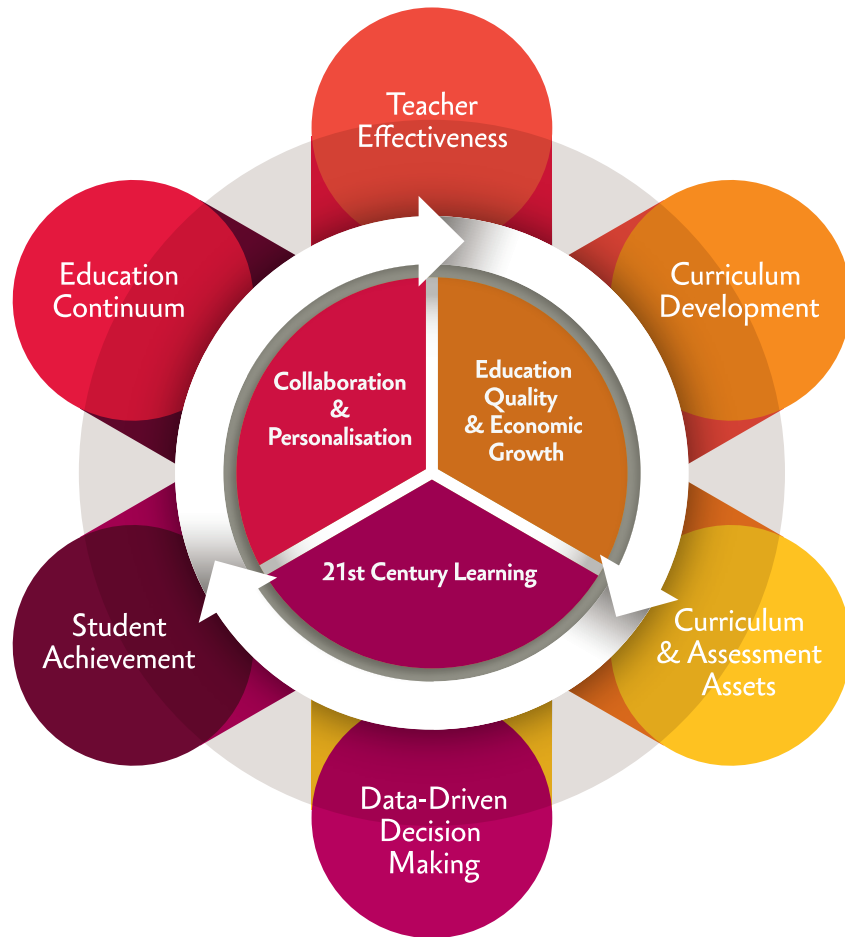 Teacher
Effectiveness
Curriculum
Development
Curriculum
& Assessment
Assets
Data-Driven
Decision
Making
Student
Achievement
Education
Continuum
Collaboration
&
Personalisation
Education
Quality
& Economic
Growth
21st Century Learning